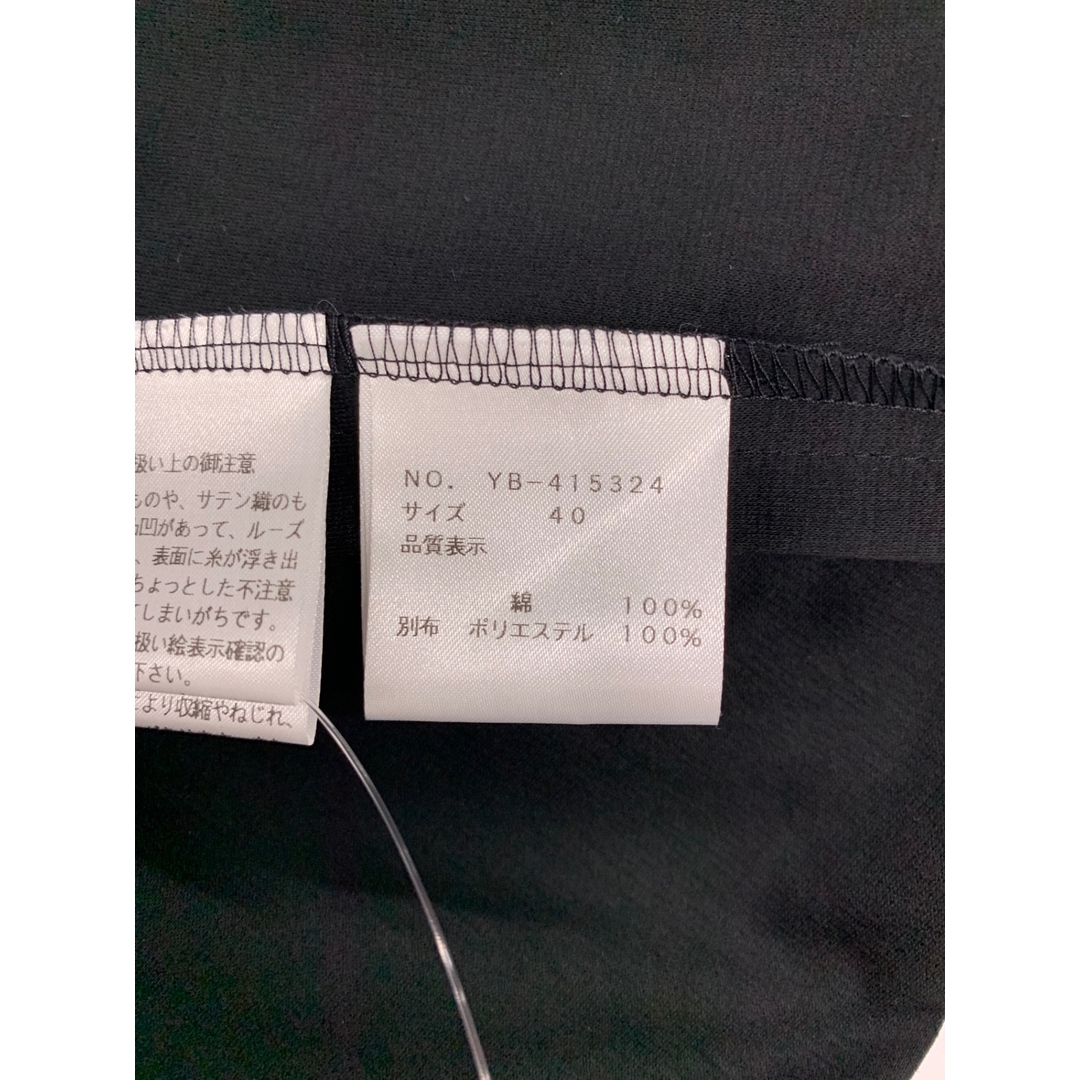 扱い上の御注意
ものや、サテン織のも
凹があって、ルーズ
、表面に糸が浮き出
ちょっとした不注意
てしまいがちです。
扱い絵表示確認の
下さい。
より収縮やねじれ、
NO. YB-415324
サイズ 40
品質表示
綿 100%
別布 ポリエステル 100%